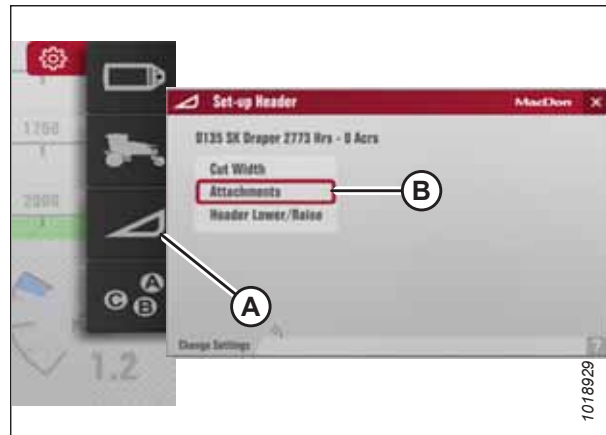 1750
2000
1.2
C A B
Set-up Header MacDon X
D135 SK Draper 2773 Hrs - 0 Acrs
Cut Width
Attachments
Header Lower/Raise
Change Settings ?
A
B
1018929